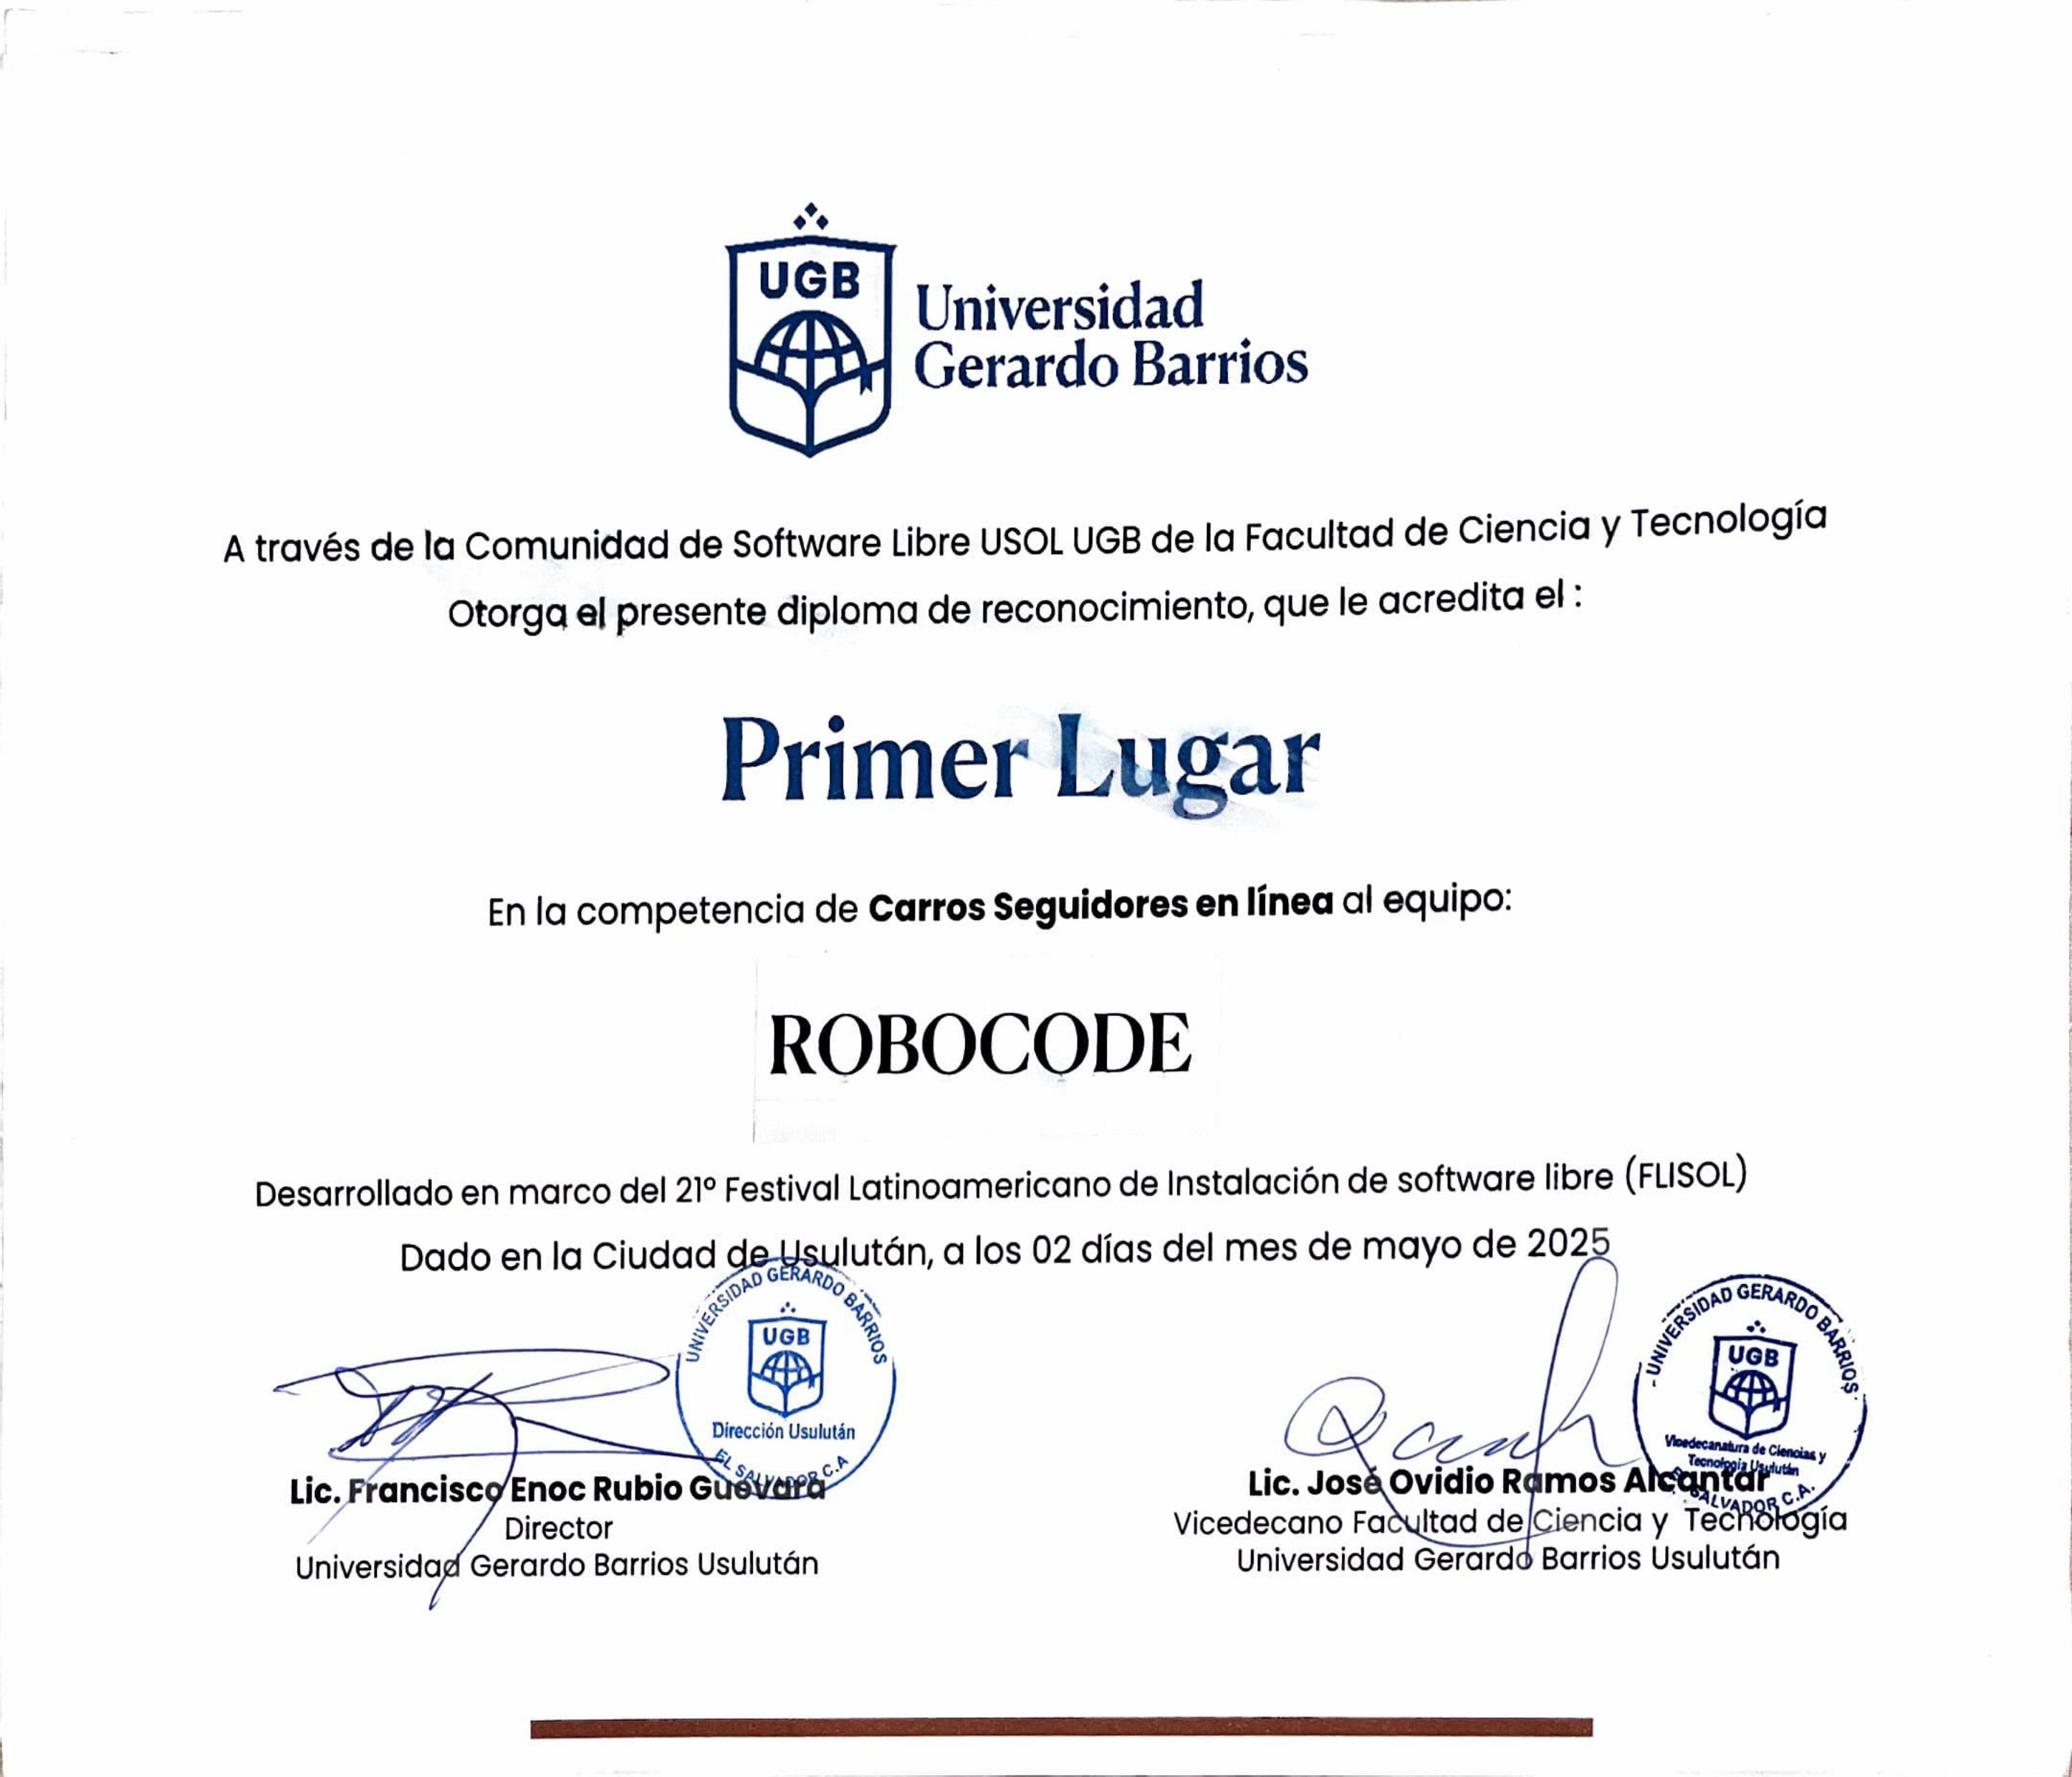 UGB
Universidad
Gerardo Barrios
A través de la Comunidad de Software Libre USOL UGB de la Facultad de Ciencia y Tecnología
Otorga el presente diploma de reconocimiento, que le acredita el :
Primer Lugar
En la competencia de Carros Seguidores en línea al equipo:
ROBOCODE
Desarrollado en marco del 21º Festival Latinoamericano de Instalación de software libre (FLISOL)
Dado en la Ciudad de Usulután, a los 02 días del mes de mayo de 2025
UNIVERSIDAD GERARDO BARRIOS
UGB
Dirección Usulután
EL SALVADOR C.A
Lic. Francisco Enoc Rubio Guevara
Director
Universidad Gerardo Barrios Usulután
- UNIVERSIDAD GERARDO BARRIOS
UGB
Vicedecanatura de Ciencias y
Tecnología Usulután
SALVADOR C.A.
Lic. José Ovidio Ramos Alcantar
Vicedecano Facultad de Ciencia y Tecnología
Universidad Gerardo Barrios Usulután